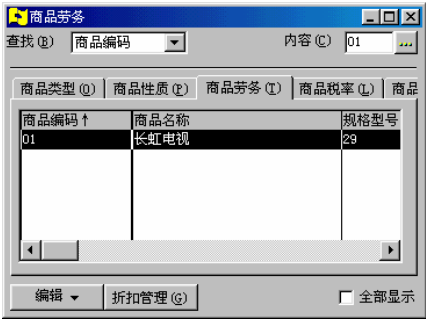 商品劳务
查找(B) 商品编码 内容(C) 01 ...
商品类型(O) 商品性质(P) 商品劳务(T) 商品税率(L) 商品
商品编码↑ 商品名称 规格型号
01 长虹电视 29
编辑 折扣管理(G) 全部显示